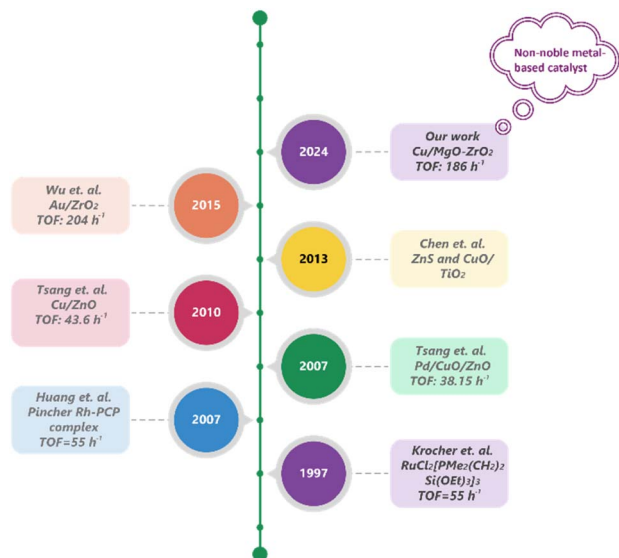 Non-noble metal-
based catalyst
2024
Our work
Cu/MgO-ZrO₂
TOF: 186 h⁻¹
Wu et. al.
Au/ZrO₂
TOF: 204 h⁻¹
2015
2013
Chen et. al.
ZnS and CuO/
TiO₂
Tsang et. al.
Cu/ZnO
TOF: 43.6 h⁻¹
2010
2007
Tsang et. al.
Pd/CuO/ZnO
TOF: 38.15 h⁻¹
Huang et. al.
Pincher Rh-PCP
complex
TOF=55 h⁻¹
2007
1997
Krocher et. al.
RuCl₂[PMe₂(CH₂)₂
Si(OEt)₃]₃
TOF=55 h⁻¹